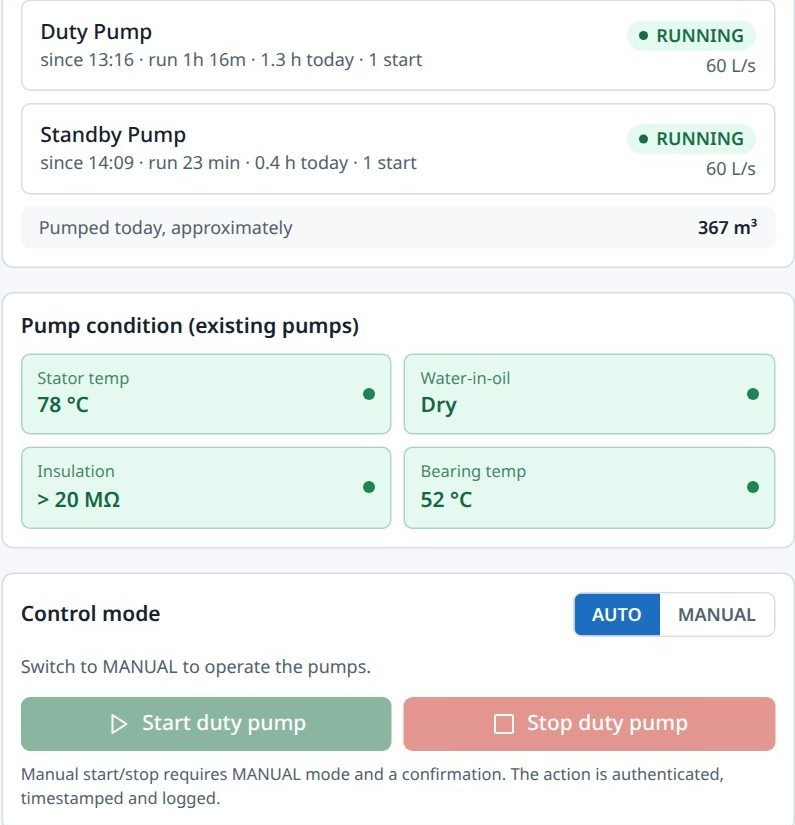 Duty Pump
RUNNING
since 13:16 · run 1h 16m · 1.3 h today · 1 start
60 L/s
Standby Pump
RUNNING
since 14:09 · run 23 min · 0.4 h today · 1 start
60 L/s
Pumped today, approximately
367 m³
Pump condition (existing pumps)
Stator temp
78 °C
Water-in-oil
Dry
Insulation
> 20 MΩ
Bearing temp
52 °C
Control mode
AUTO
MANUAL
Switch to MANUAL to operate the pumps.
Start duty pump
Stop duty pump
Manual start/stop requires MANUAL mode and a confirmation. The action is authenticated,
timestamped and logged.